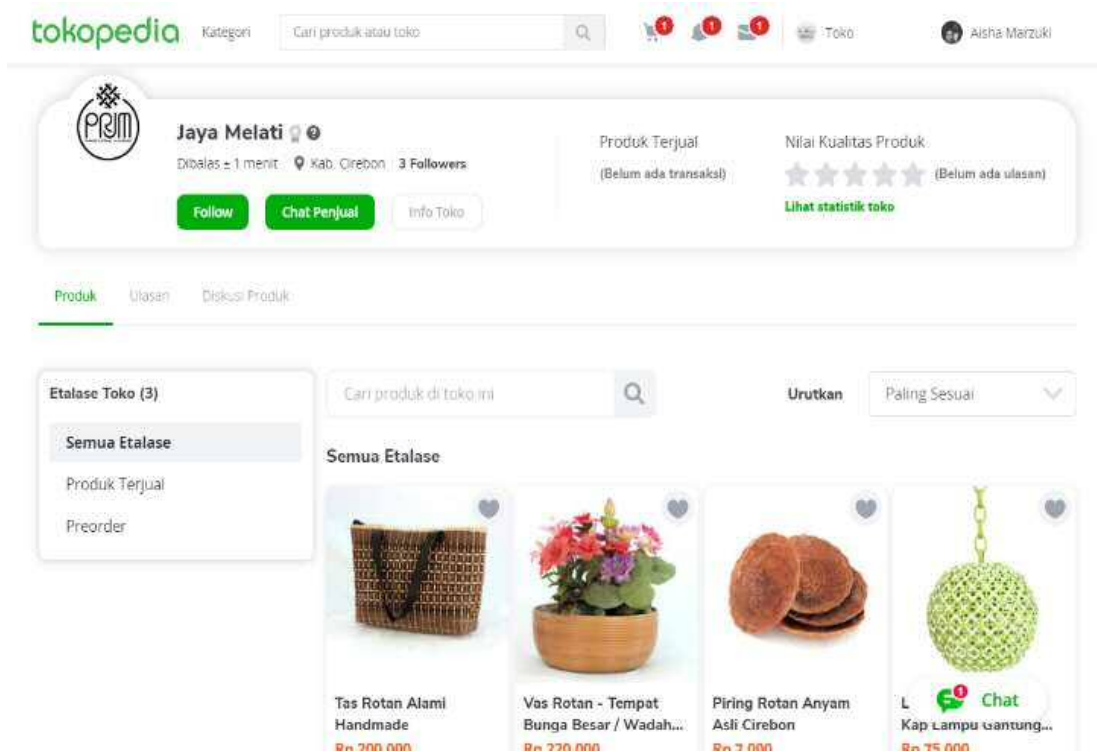 tokopedia
Kategori
Cari produk atau toko
1
1
1
Toko
Aisha Marzuki
PRJM
Jaya Melati
Dibalas ± 1 menit
Kab. Cirebon
3 Followers
Follow
Chat Penjual
Info Toko
Produk Terjual
(Belum ada transaksi)
Nilai Kualitas Produk
(Belum ada ulasan)
Lihat statistik toko
Produk
Ulasan
Diskusi Produk
Etalase Toko (3)
Semua Etalase
Produk Terjual
Preorder
Cari produk di toko ini
Urutkan
Paling Sesuai
Semua Etalase
Tas Rotan Alami
Handmade
Rp 200.000
Vas Rotan - Tempat
Bunga Besar / Wadah...
Rp 220.000
Piring Rotan Anyam
Asli Cirebon
Rp 7.000
L
Kap Lampu Gantung...
Rp 75.000
1
Chat